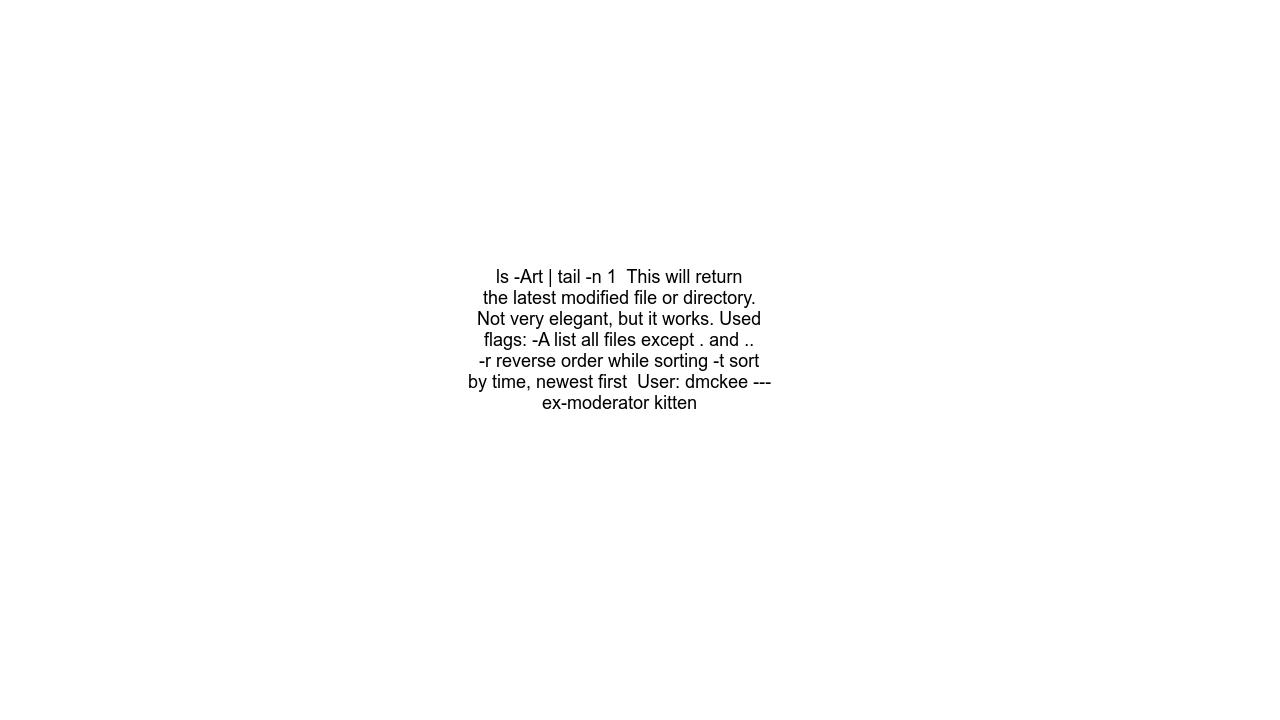 ls -Art | tail -n 1  This will return
the latest modified file or directory.
Not very elegant, but it works. Used
flags: -A list all files except . and ..
-r reverse order while sorting -t sort
by time, newest first  User: dmckee ---
ex-moderator kitten